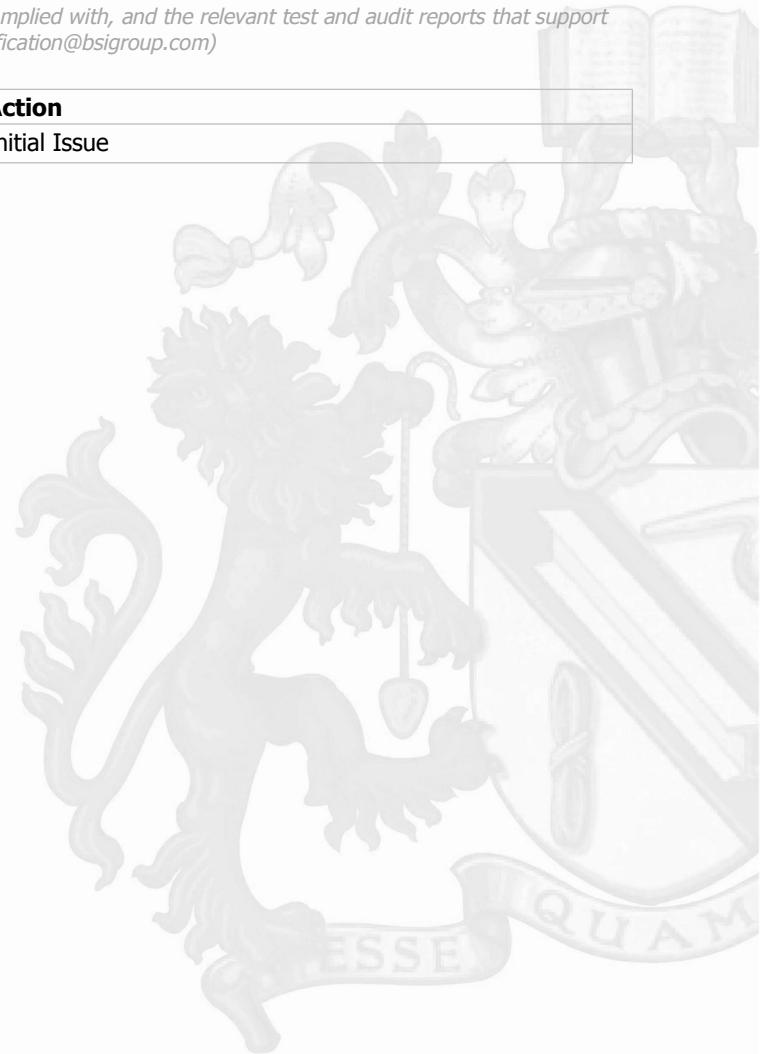 mplied with, and the relevant test and audit reports that support
fication@bsigroup.com)
Action
nitial Issue
ESSE
QUAM